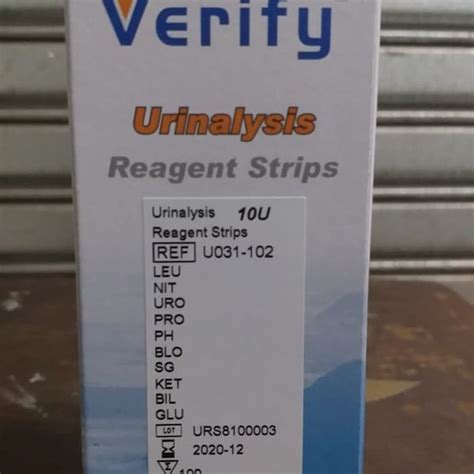 Verify
Urinalysis
Reagent Strips
Urinalysis 10U
Reagent Strips
REF U031-102
LEU
NIT
URO
PRO
PH
BLO
SG
KET
BIL
GLU
LOT URS8100003
2020-12
100